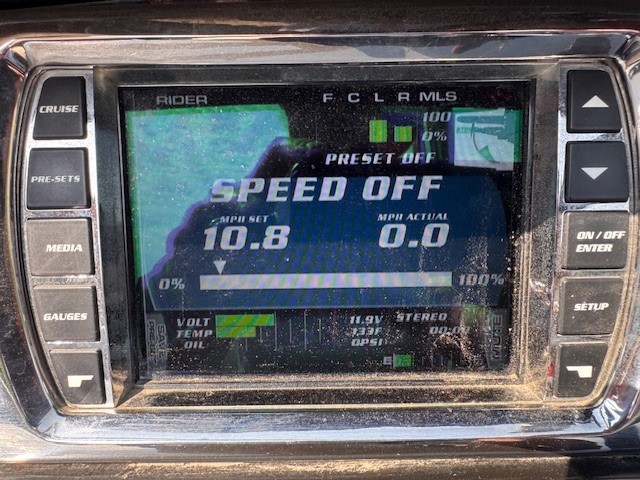 CRUISE
PRE-SETS
MEDIA
GAUGES
RIDER F C L R MLS
100
0%
PRESET OFF
SPEED OFF
MPH SET MPH ACTUAL
10.8 0.0
0% 100%
VOLT 11.9V STEREO
TEMP 133F
OIL 0PSI
ON / OFF
ENTER
SETUP